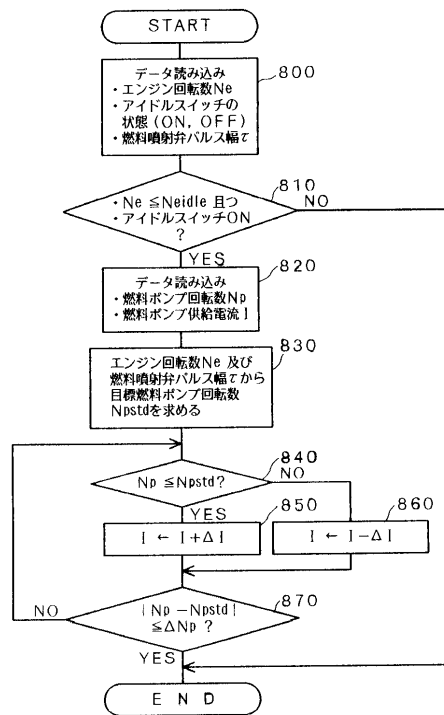 START
800
データ読み込み
・エンジン回転数Ne
・アイドルスイッチの
状態(ON, OFF)
・燃料噴射弁パルス幅τ
810
・Ne ≦Neidle 且つ
・アイドルスイッチON
?
NO
YES
820
データ読み込み
・燃料ポンプ回転数Np
・燃料ポンプ供給電流I
830
エンジン回転数Ne 及び
燃料噴射弁パルス幅τから
目標燃料ポンプ回転数
Npstdを求める
840
Np ≦Npstd?
NO
YES
850
I ← I+ΔI
860
I ← I-ΔI
870
|Np -Npstd|
≦ΔNp ?
NO
YES
END